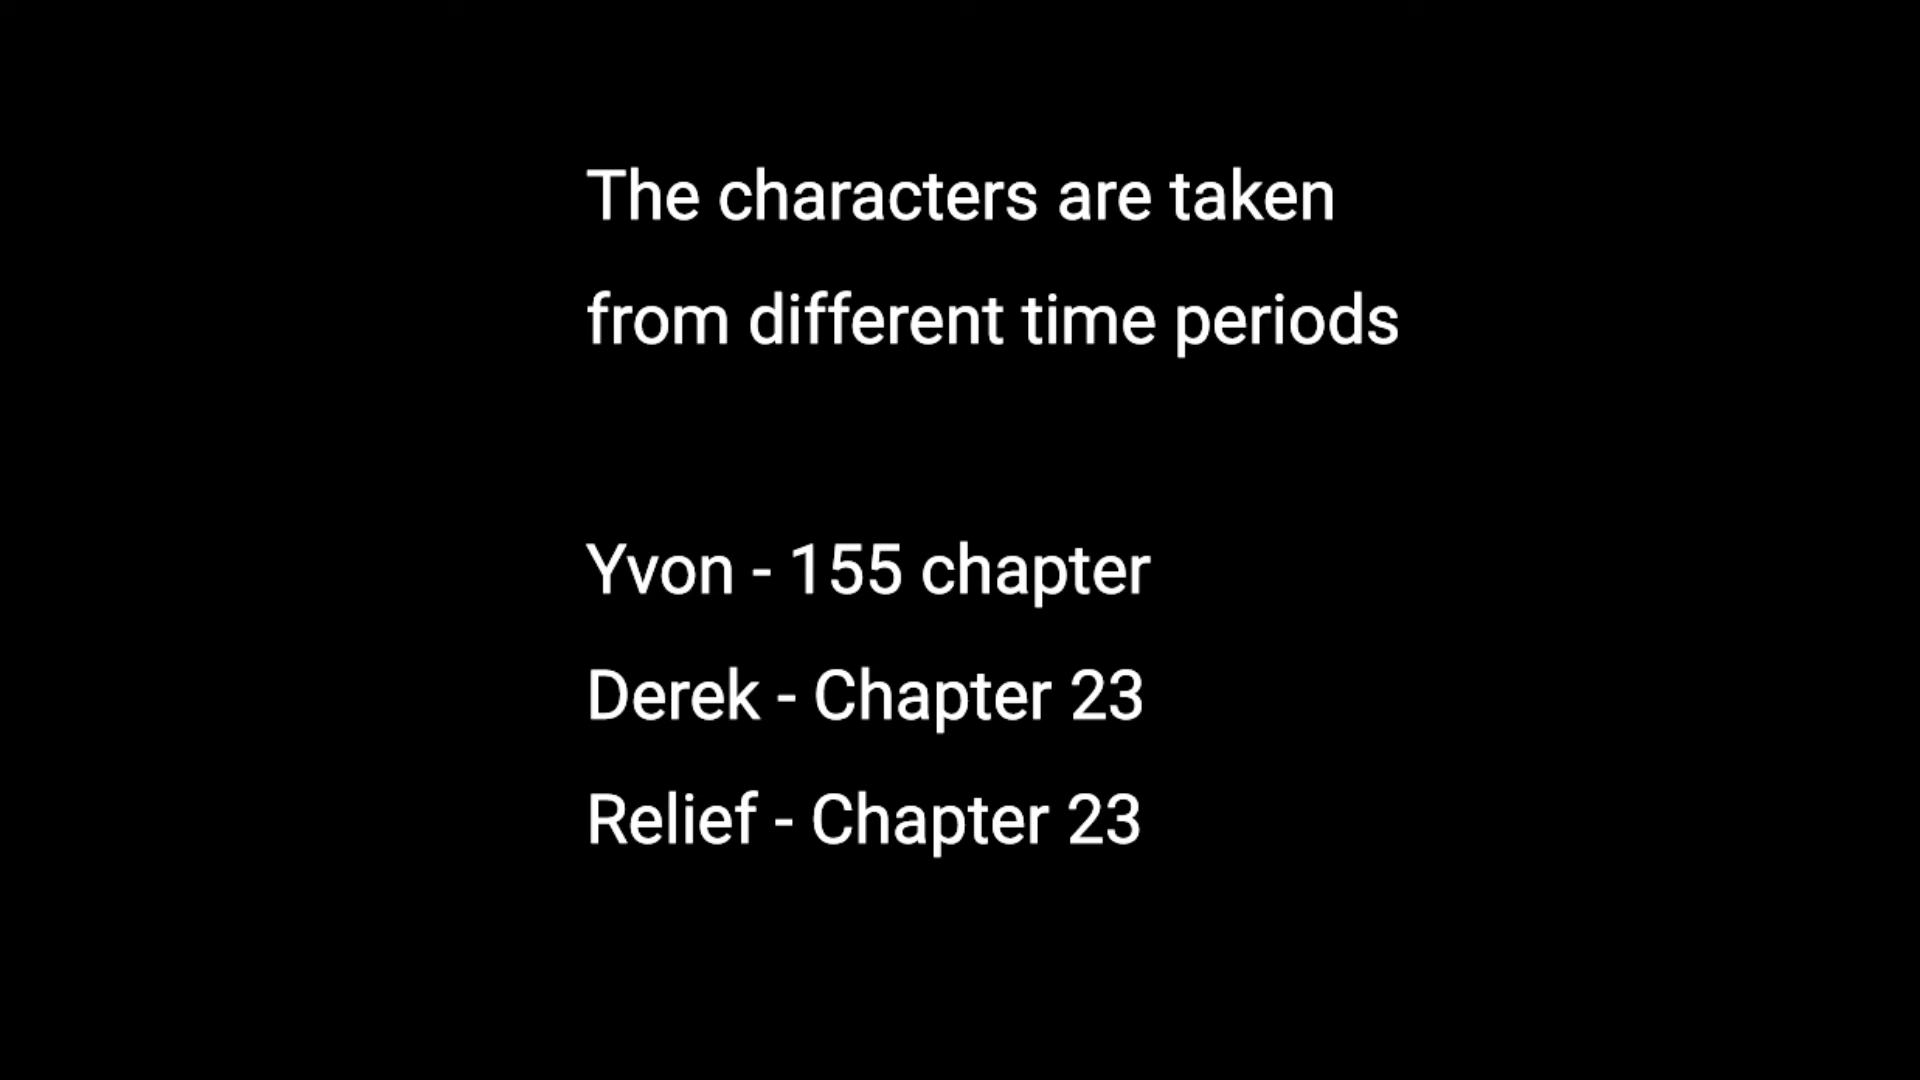 The characters are taken
from different time periods
Yvon - 155 chapter
Derek - Chapter 23
Relief - Chapter 23